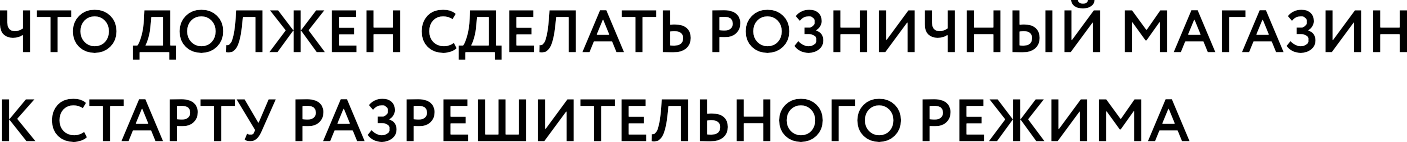 ЧТО ДОЛЖЕН СДЕЛАТЬ РОЗНИЧНЫЙ МАГАЗИН
К СТАРТУ РАЗРЕШИТЕЛЬНОГО РЕЖИМА